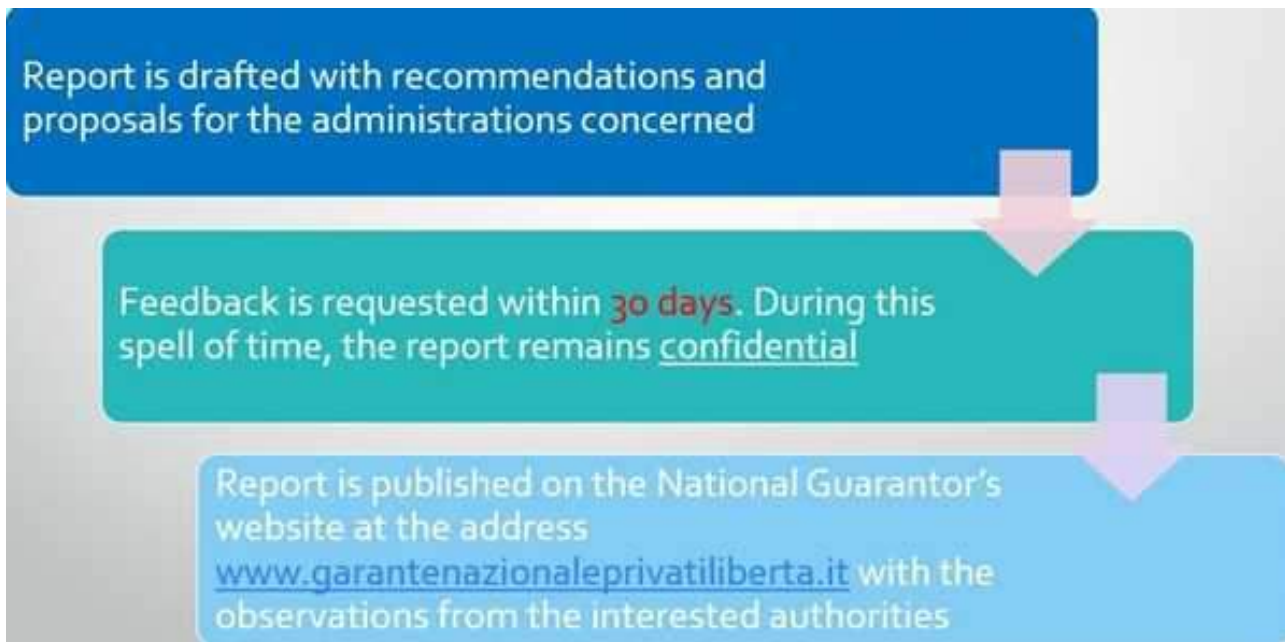 Report is drafted with recommendations and
proposals for the administrations concerned
Feedback is requested within 30 days. During this
spell of time, the report remains confidential
Report is published on the National Guarantor's
website at the address
www.garantenazionaleprivatiliberta.it with the
observations from the interested authorities